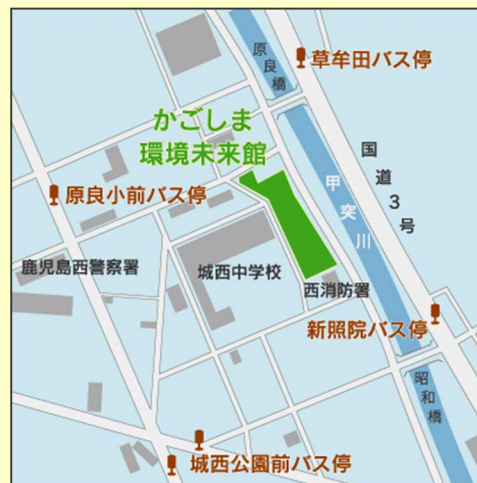 草牟田バス停
原良橋
かごしま
環境未来館
国道3号
甲突川
原良小前バス停
鹿児島西警察署
城西中学校
西消防署
新照院バス停
昭和橋
城西公園前バス停